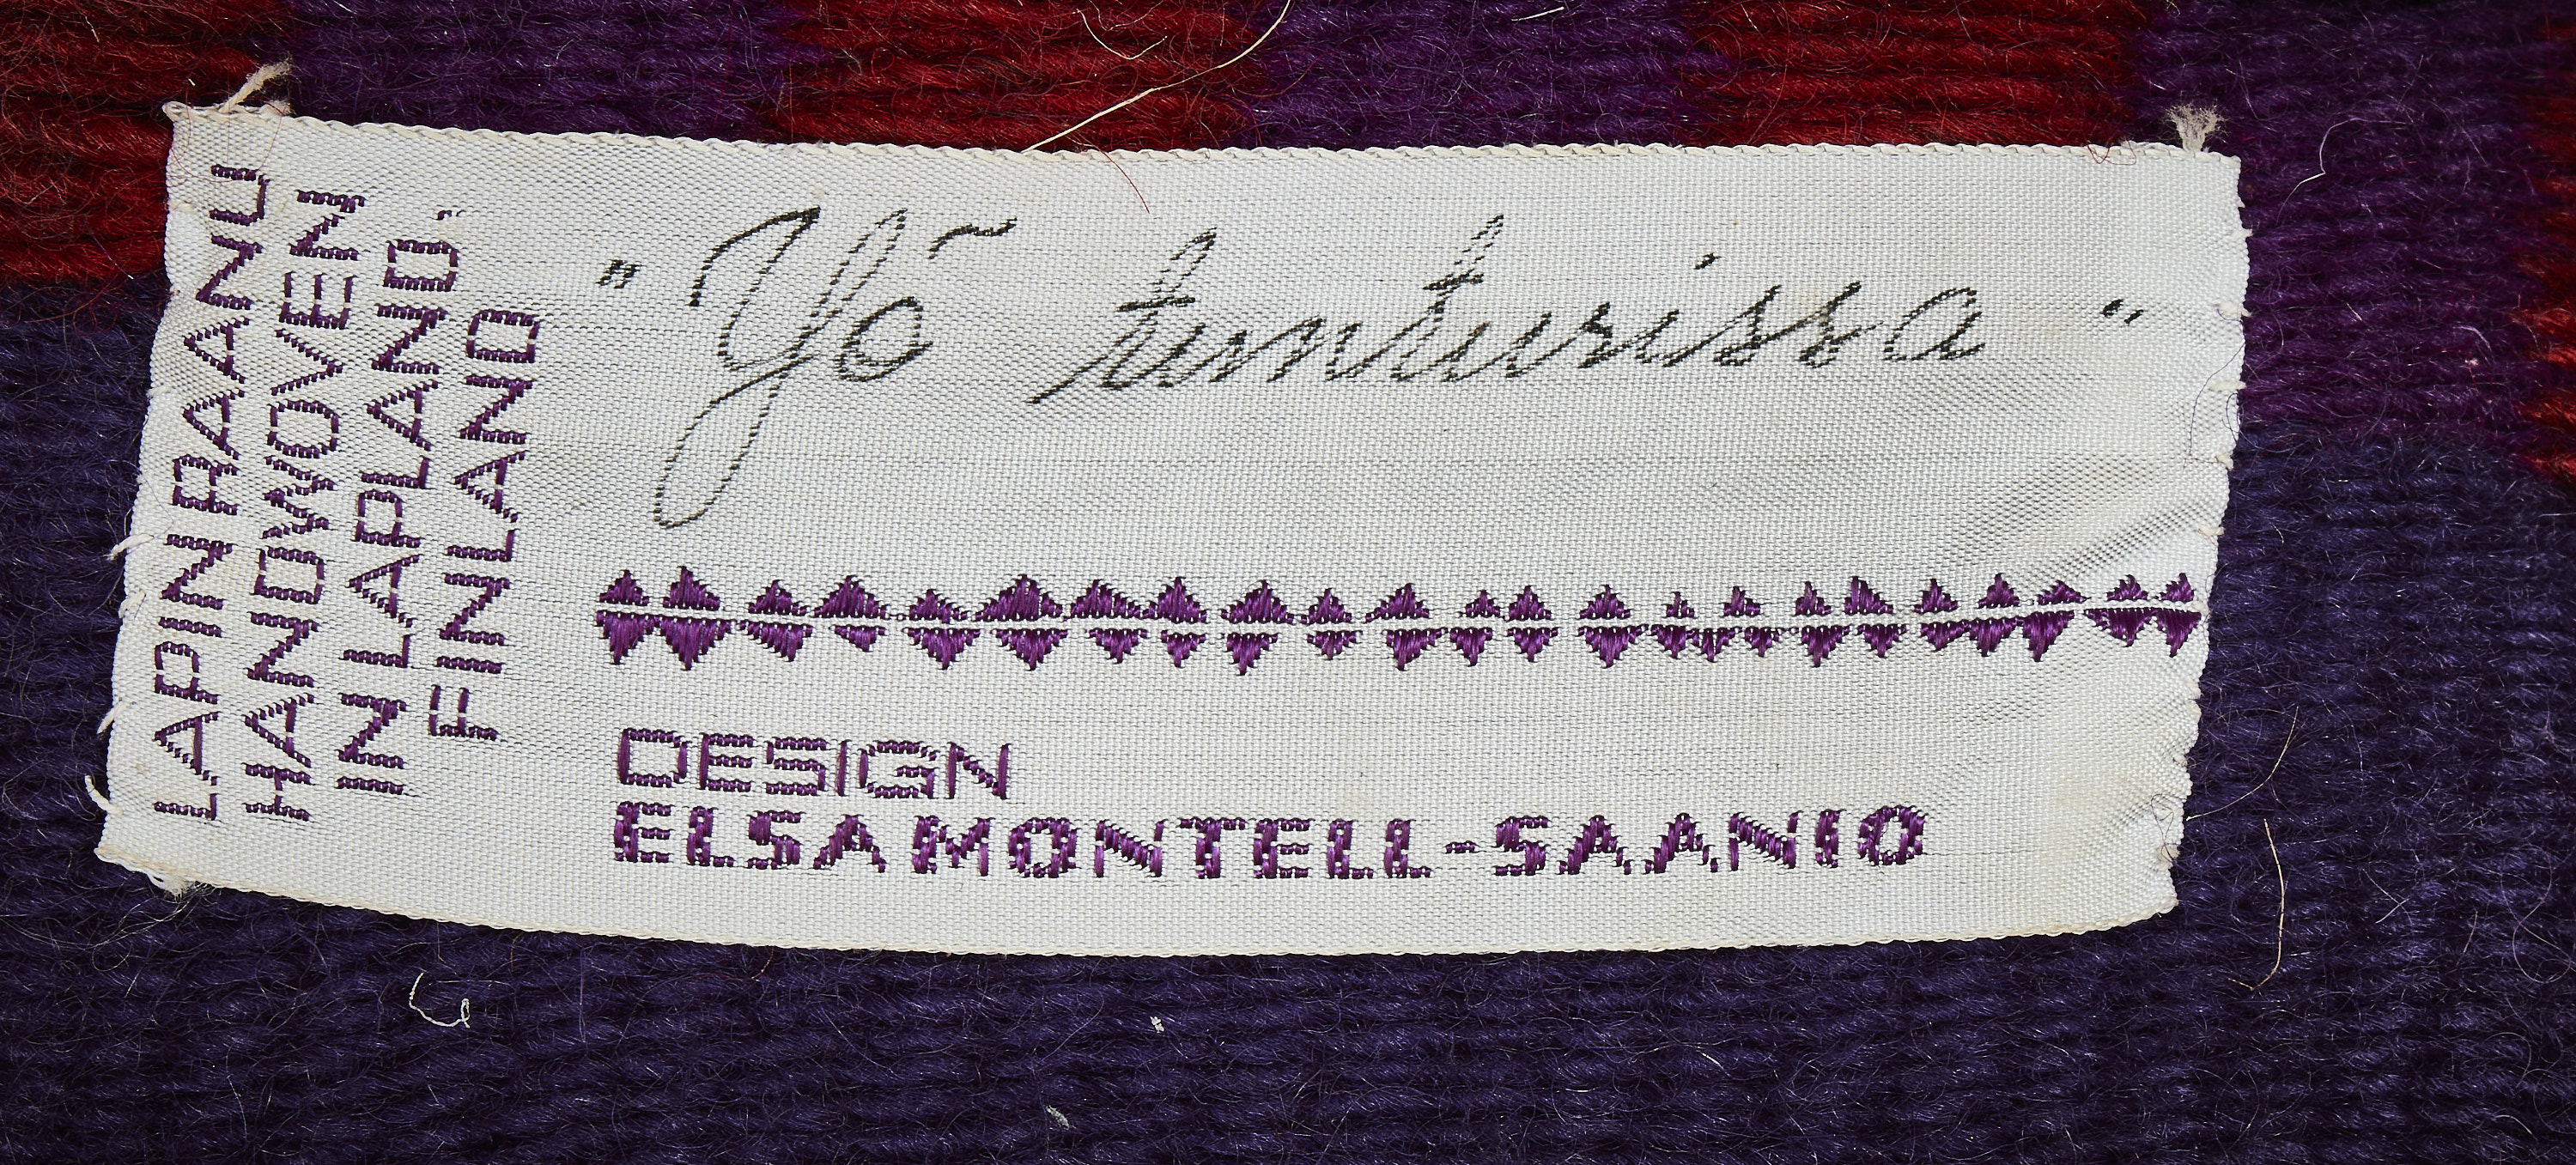 LAPIN RAANU
HANDWOVEN
IN LAPLAND,
FINLAND
"Yö tunturissa"
DESIGN
ELSA MONTELL-SAANIO